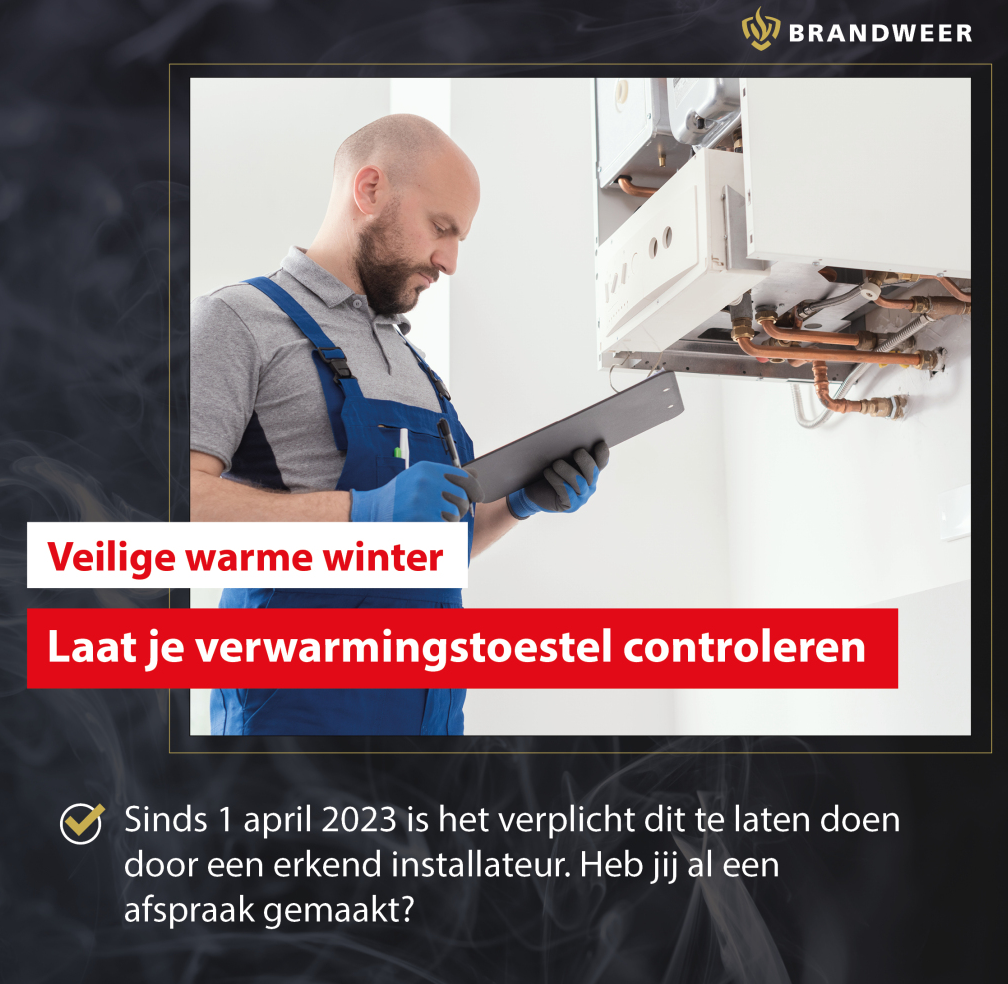 BRANDWEER
Veilige warme winter
Laat je verwarmingstoestel controleren
Sinds 1 april 2023 is het verplicht dit te laten doen
door een erkend installateur. Heb jij al een
afspraak gemaakt?